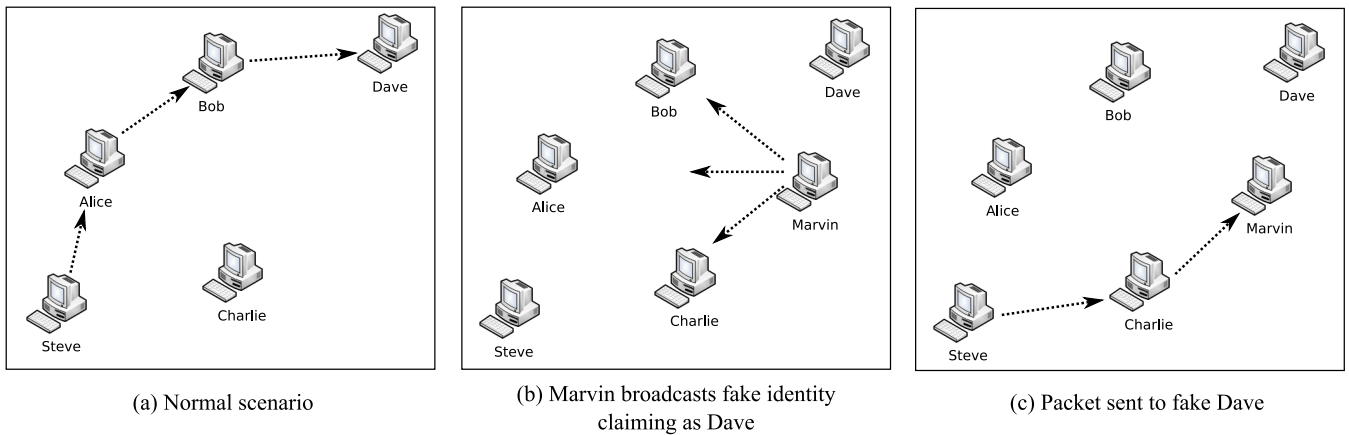 Bob
Dave
Alice
Charlie
Steve
(a) Normal scenario
Dave
Bob
Alice
Marvin
Charlie
Steve
(b) Marvin broadcasts fake identity
claiming as Dave
Dave
Bob
Alice
Marvin
Charlie
Steve
(c) Packet sent to fake Dave